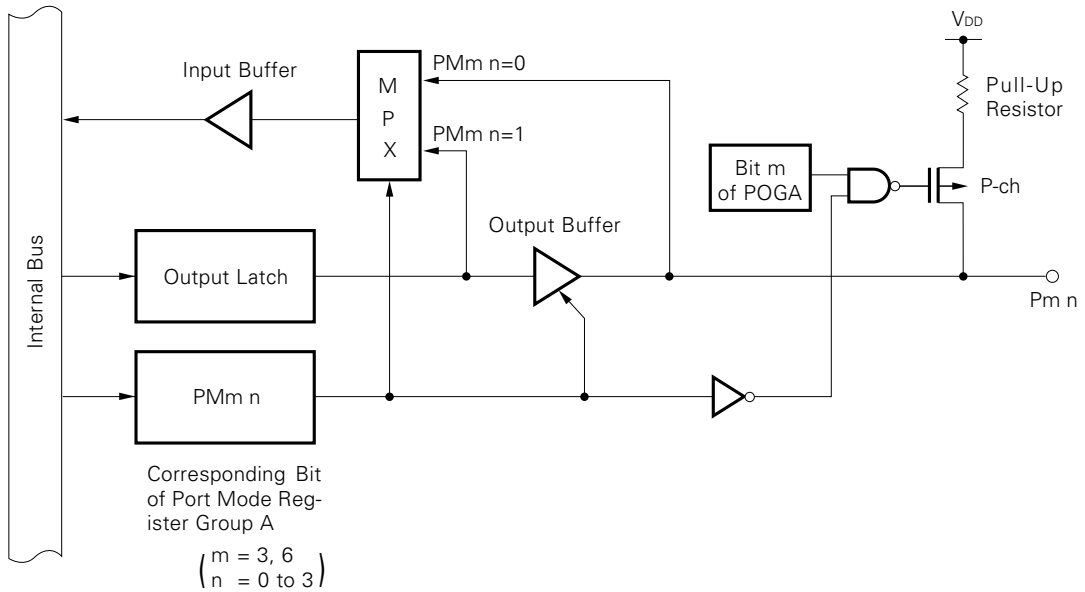 VDD
Pull-Up
Resistor
Input Buffer
M
P
X
PMm n=0
PMm n=1
Bit m
of POGA
P-ch
Output Buffer
Internal Bus
Output Latch
Pm n
PMm n
Corresponding Bit
of Port Mode Reg-
ister Group A
( m = 3, 6
n = 0 to 3 )